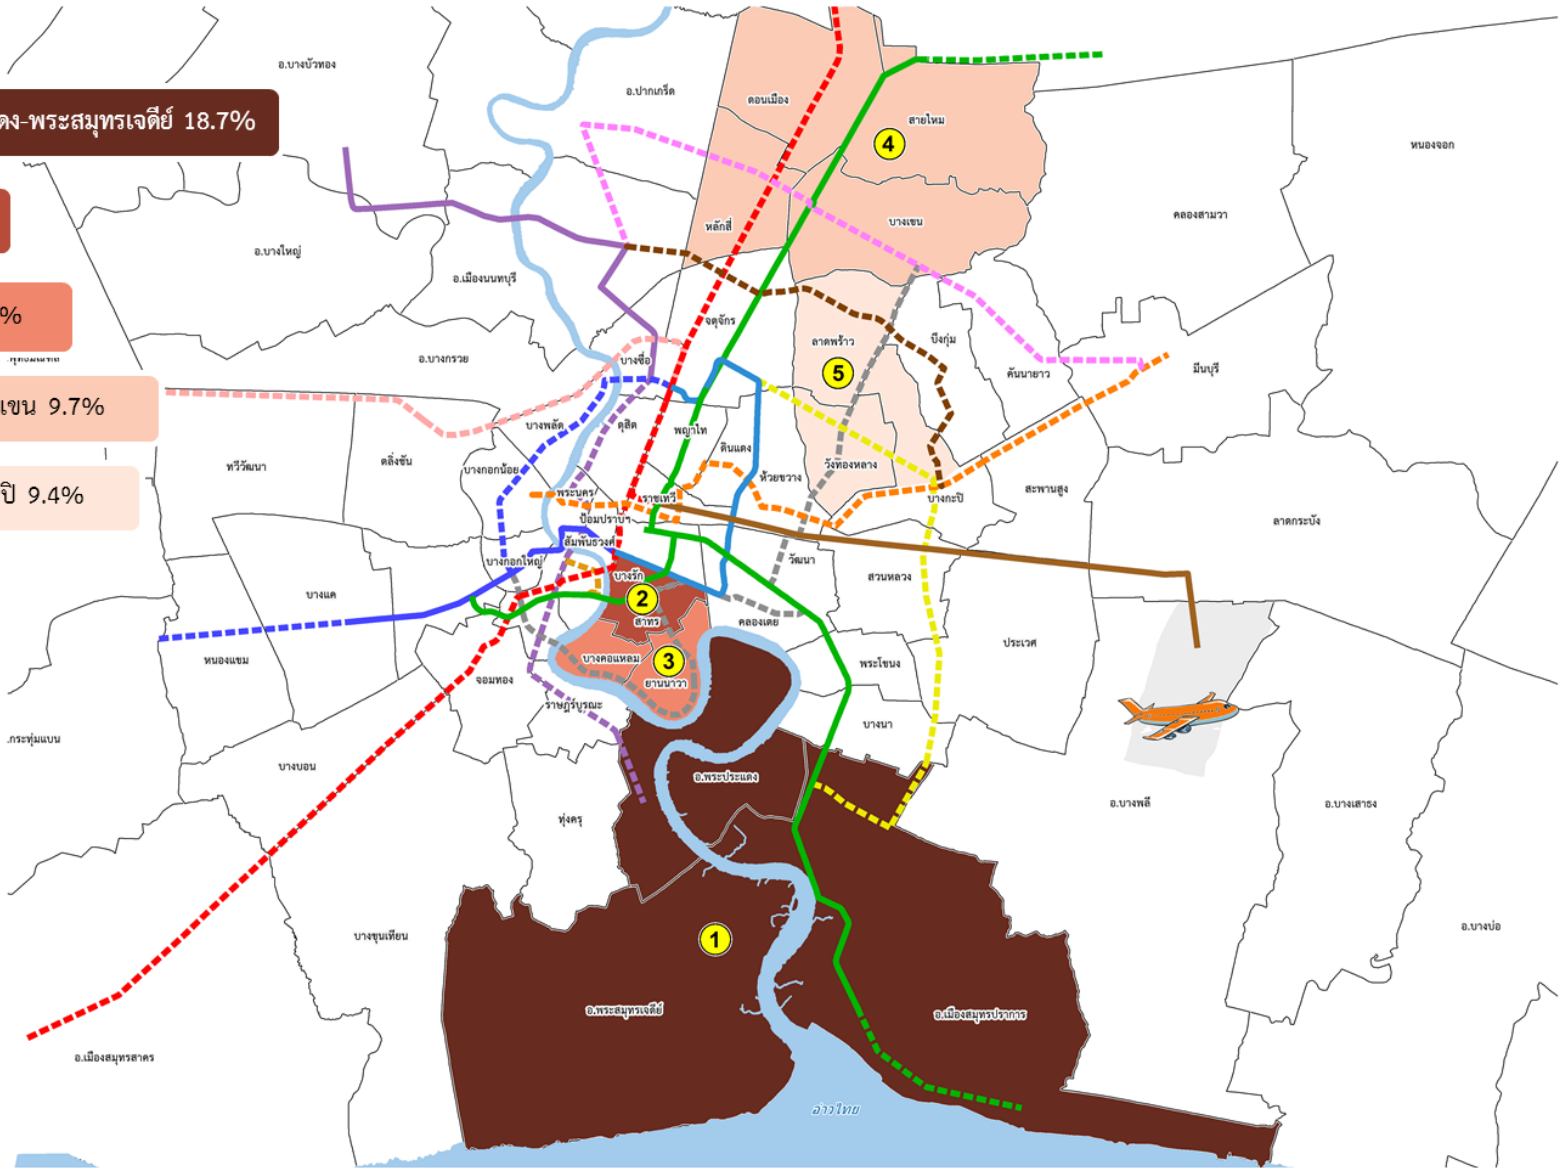 อ.บางบัวทอง
อ.ปากเกร็ด
ดอนเมือง
สายไหม
หนองจอก
ดง-พระสมุทรเจดีย์ 18.7%
4
คลองสามวา
หลักสี่
บางเขน
อ.บางใหญ่
อ.เมืองนนทบุรี
%
จตุจักร
ลาดพร้าว
บึงกุ่ม
อ.บางกรวย
บางซื่อ
5
คันนายาว
มีนบุรี
เขน 9.7%
บางพลัด
ดุสิต
พญาไท
ดินแดง
ทวีวัฒนา
ตลิ่งชัน
บางกอกน้อย
ห้วยขวาง
วังทองหลาง
ปิ 9.4%
พระนคร
ราชเทวี
บางกะปิ
สะพานสูง
ลาดกระบัง
ป้อมปราบฯ
สัมพันธวงศ์
บางกอกใหญ่
วัฒนา
สวนหลวง
บางรัก
บางแค
2
สาทร
คลองเตย
ประเวศ
หนองแขม
บางคอแหลม
3
พระโขนง
จอมทอง
ยานนาวา
ราษฎร์บูรณะ
บางนา
.กระทุ่มแบน
บางบอน
อ.พระประแดง
อ.บางพลี
อ.บางเสาธง
ทุ่งครุ
บางขุนเทียน
1
อ.บางบ่อ
อ.พระสมุทรเจดีย์
อ.เมืองสมุทรปราการ
อ.เมืองสมุทรสาคร
อ่าวไทย